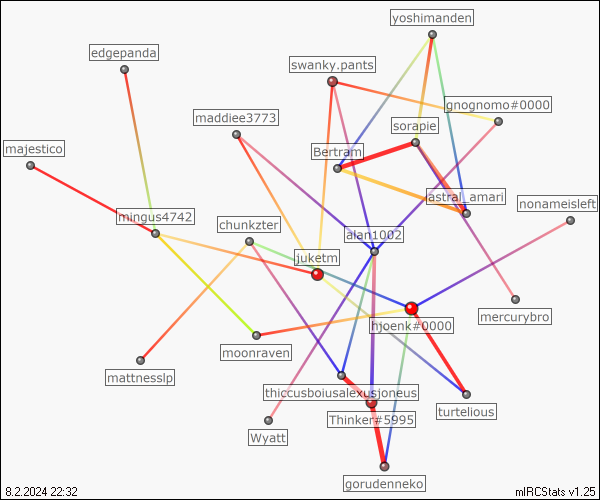 yoshimanden
edgepanda
swanky.pants
gnognomo#0000
maddiee3773
sorapie
majestico
Bertram
astral_amari
nonameisleft
mingus4742
chunkzter
alan1002
juketm
mercurybro
hjoenk#0000
moonraven
mattnesslp
thiccusboiusalexusjoneus
turtelious
Thinker#5995
Wyatt
gorudenneko
8.2.2024 22:32
mIRCStats v1.25